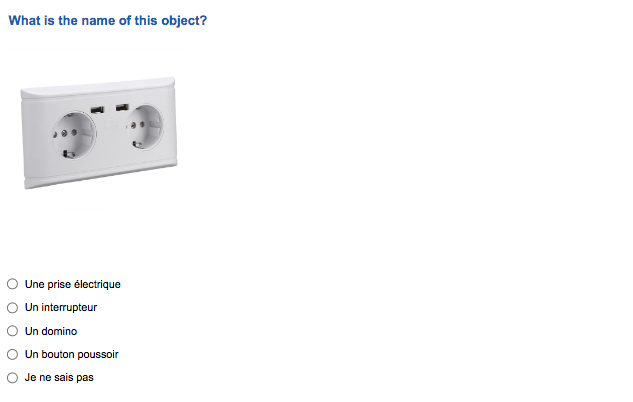 What is the name of this object?
Une prise électrique
Un interrupteur
Un domino
Un bouton poussoir
Je ne sais pas